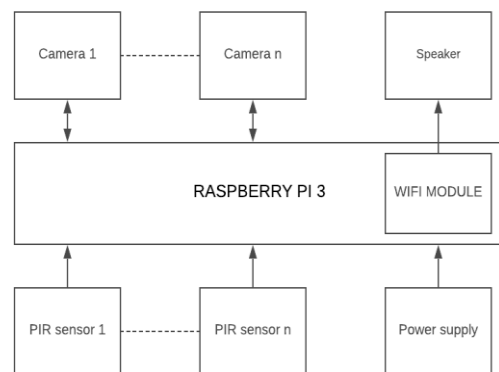 Camera 1
Camera n
Speaker
RASPBERRY PI 3
WIFI MODULE
PIR sensor 1
PIR sensor n
Power supply